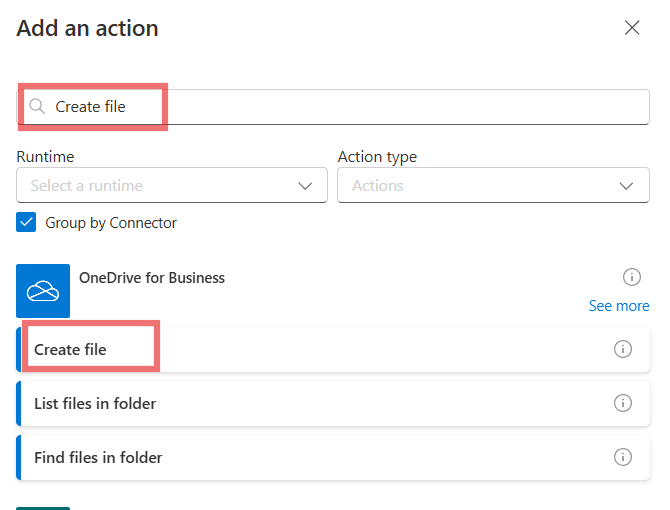 Add an action
Create file
Runtime
Action type
Select a runtime
Actions
Group by Connector
OneDrive for Business
See more
Create file
List files in folder
Find files in folder